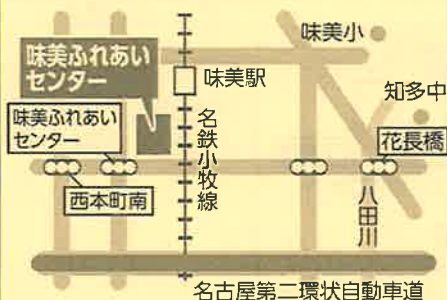 味美小
味美ふれあい
センター
味美駅
知多中
味美ふれあい
センター
名鉄小牧線
花長橋
西本町南
八田川
名古屋第二環状自動車道